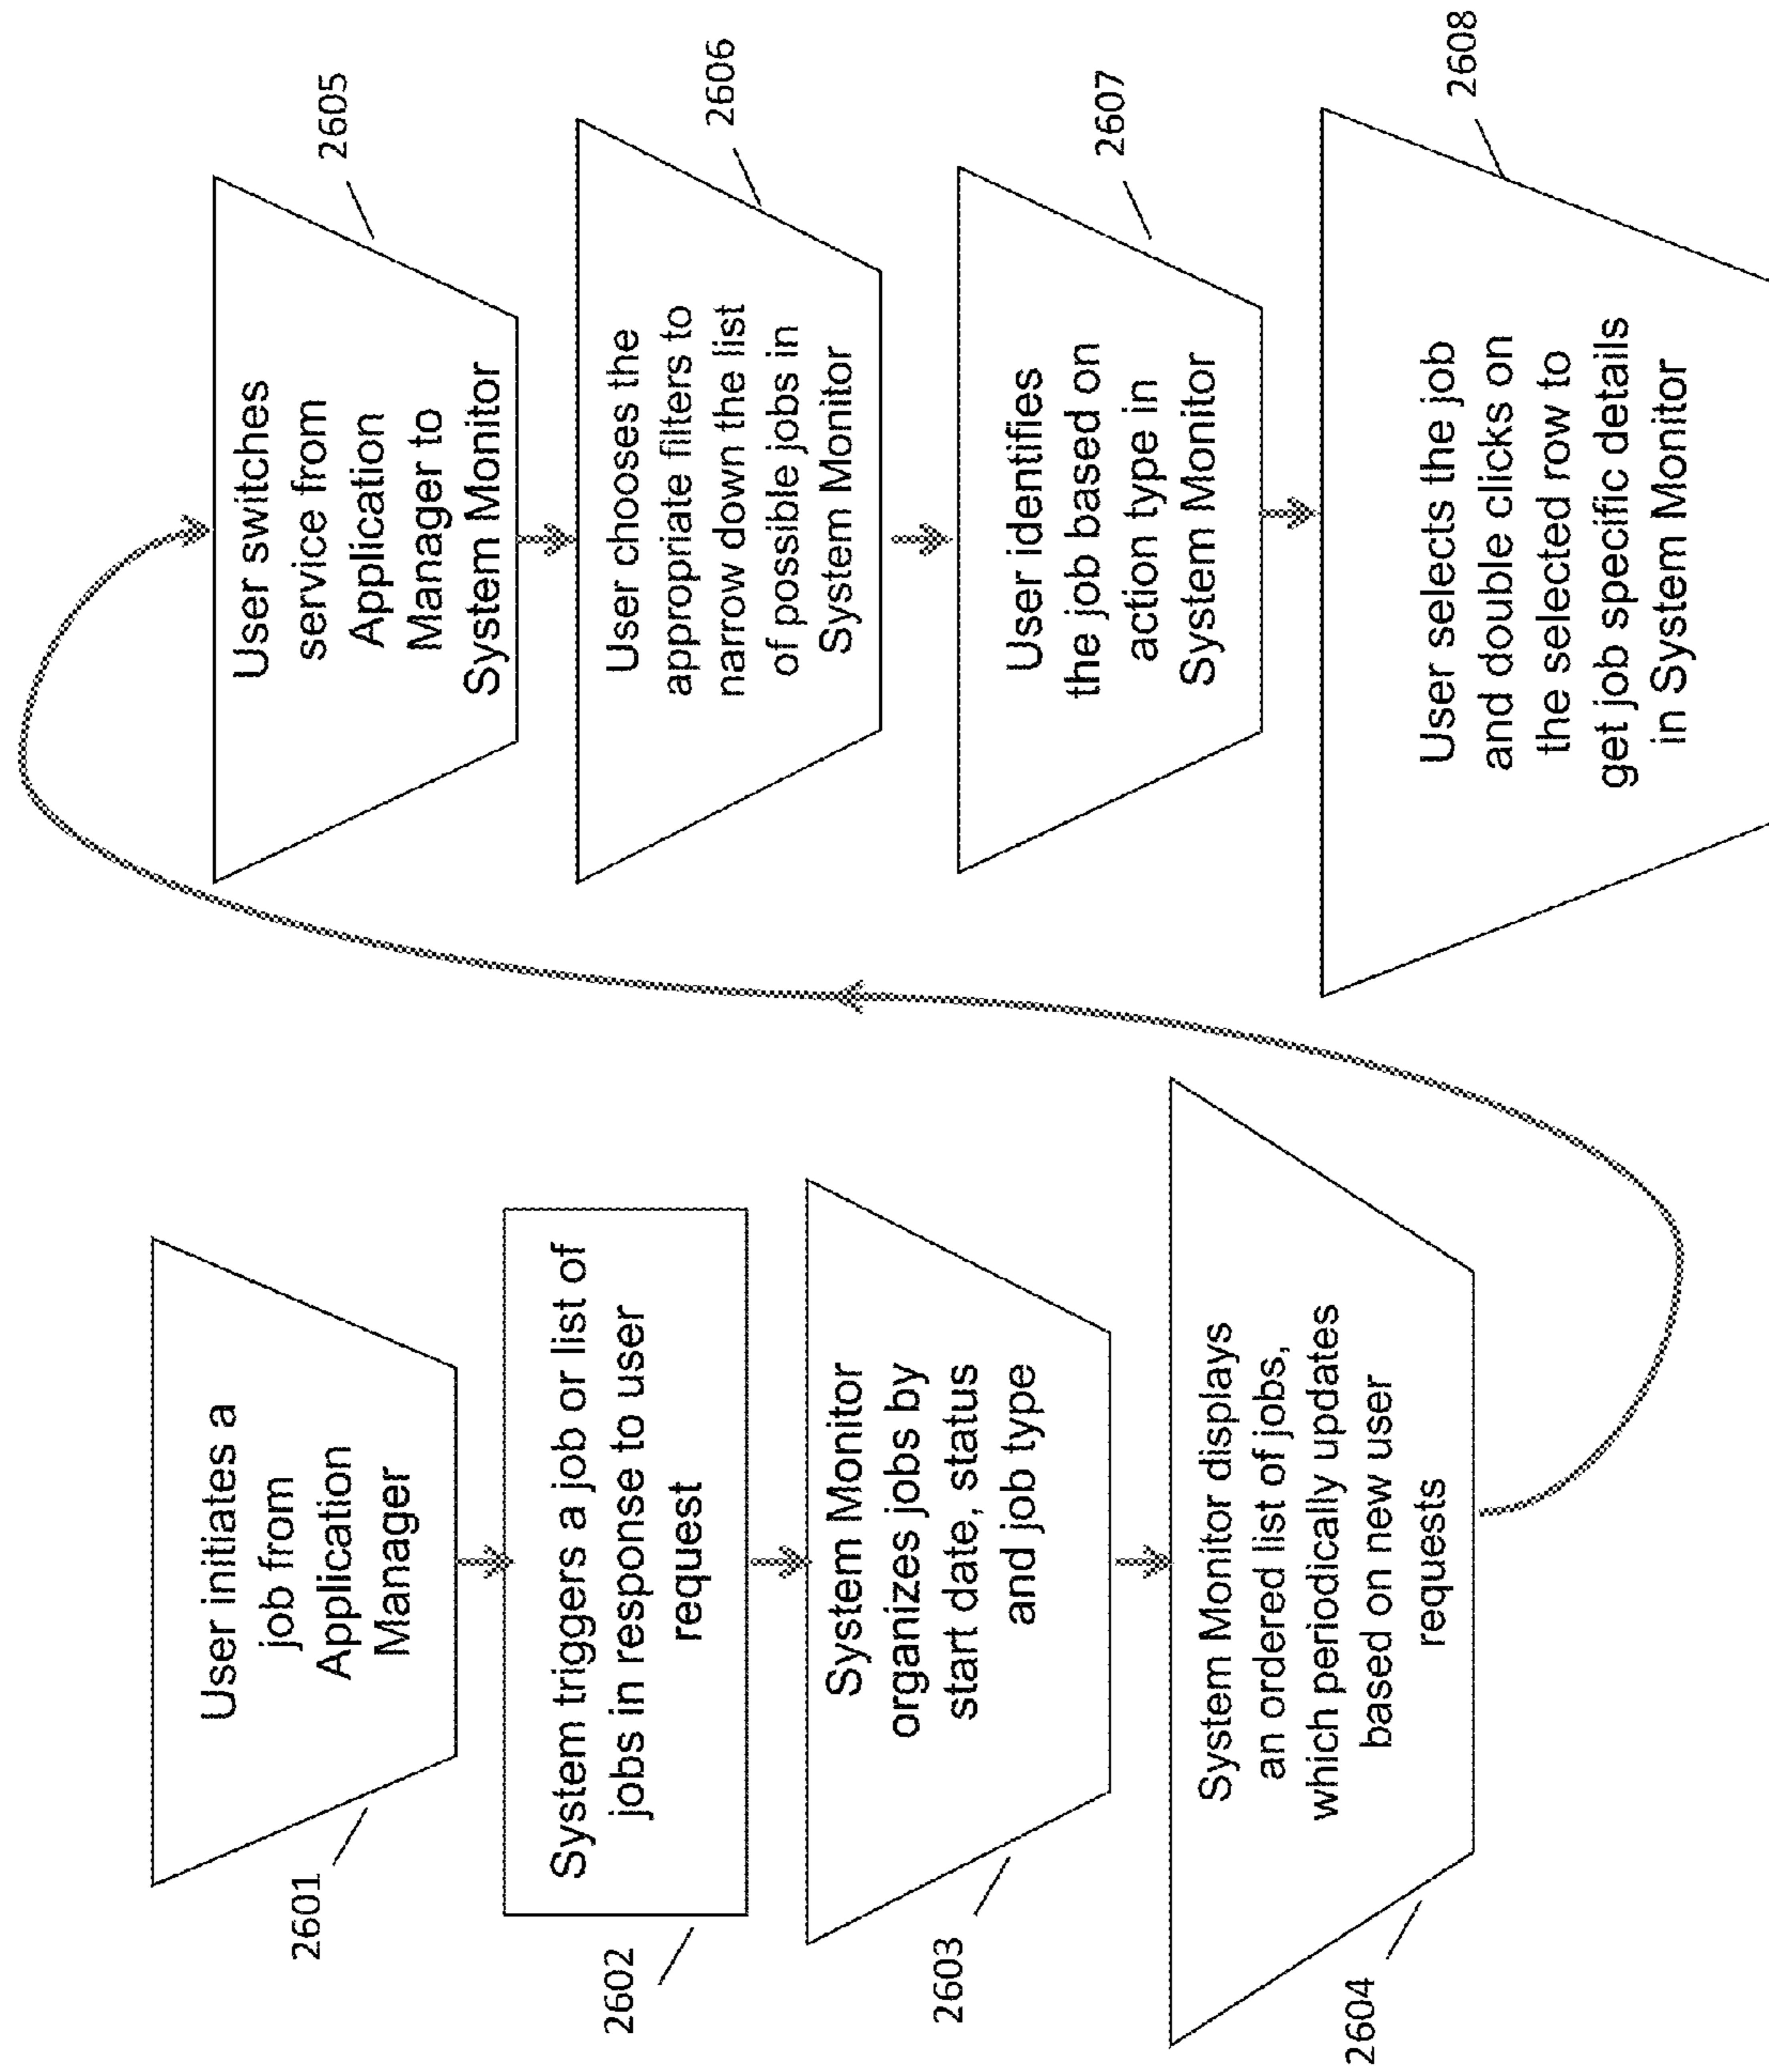 2601
User initiates a
job from
Application
Manager
2602
System triggers a job or list of
jobs in response to user
request
2603
System Monitor
organizes jobs by
start date, status
and job type
2604
System Monitor displays
an ordered list of jobs,
which periodically updates
based on new user
requests
2605
User switches
service from
Application
Manager to
System Monitor
2606
User chooses the
appropriate filters to
narrow down the list
of possible jobs in
System Monitor
2607
User identifies
the job based on
action type in
System Monitor
2608
User selects the job
and double clicks on
the selected row to
get job specific details
in System Monitor